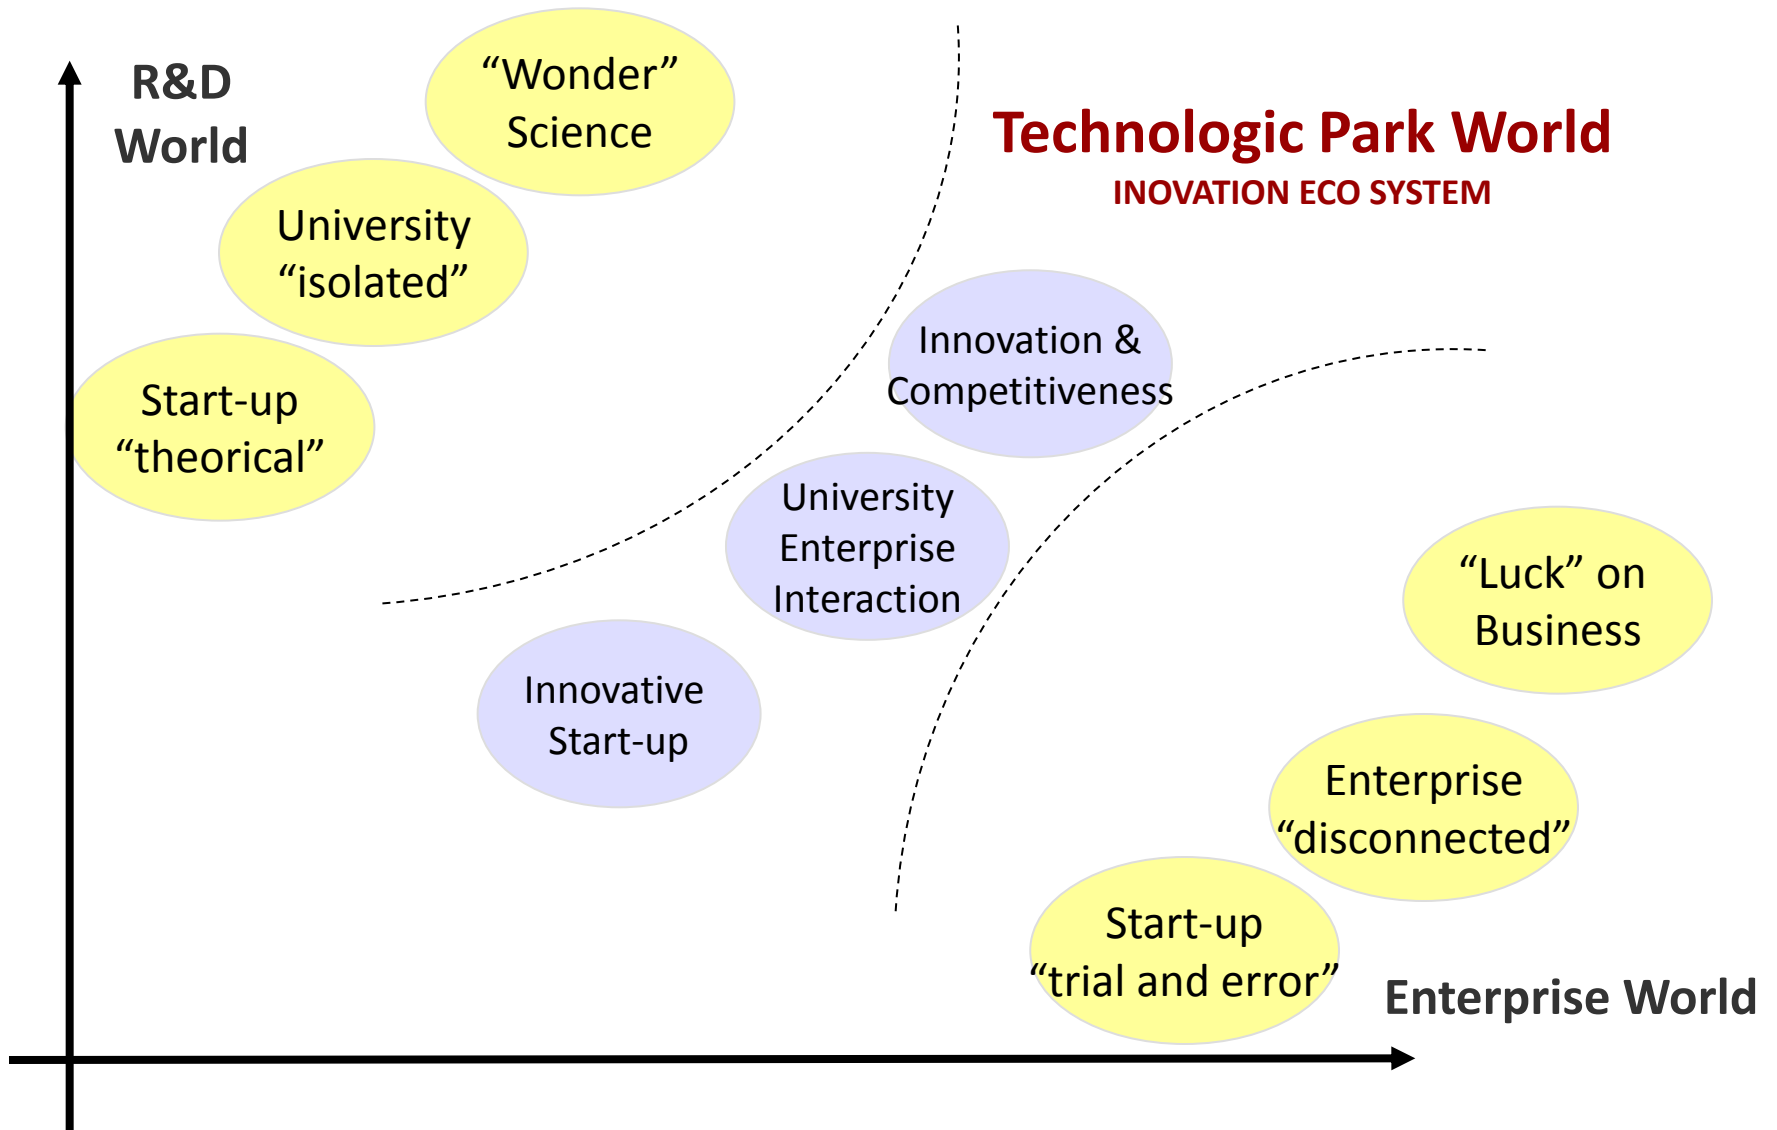 R&D
World
“Wonder”
Science
Technologic Park World
INOVATION ECO SYSTEM
University
“isolated”
Start-up
“theorical”
Innovation &
Competitiveness
University
Enterprise
Interaction
Innovative
Start-up
“Luck” on
Business
Enterprise
“disconnected”
Start-up
“trial and error”
Enterprise World